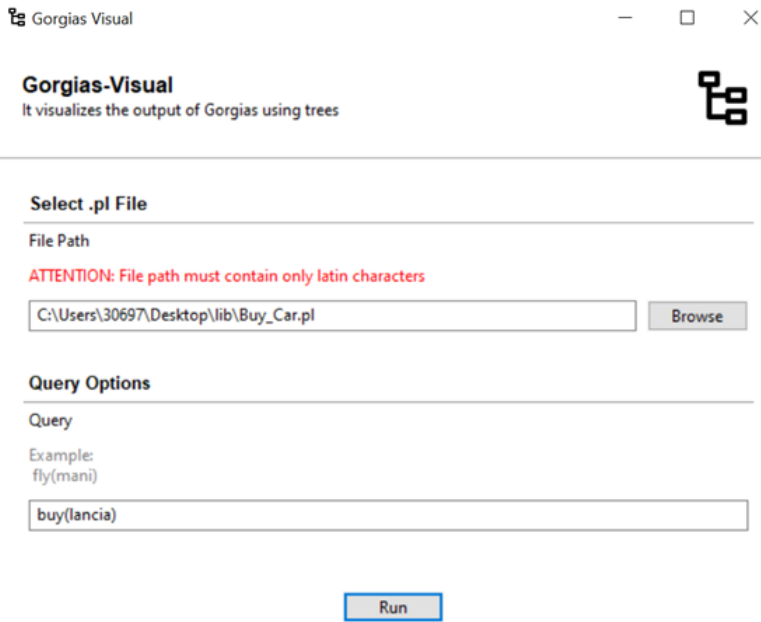 Gorgias Visual
Gorgias-Visual
It visualizes the output of Gorgias using trees
Select .pl File
File Path
ATTENTION: File path must contain only latin characters
C:\Users\30697\Desktop\lib\Buy_Car.pl
Browse
Query Options
Query
Example:
fly(mani)
buy(lancia)
Run